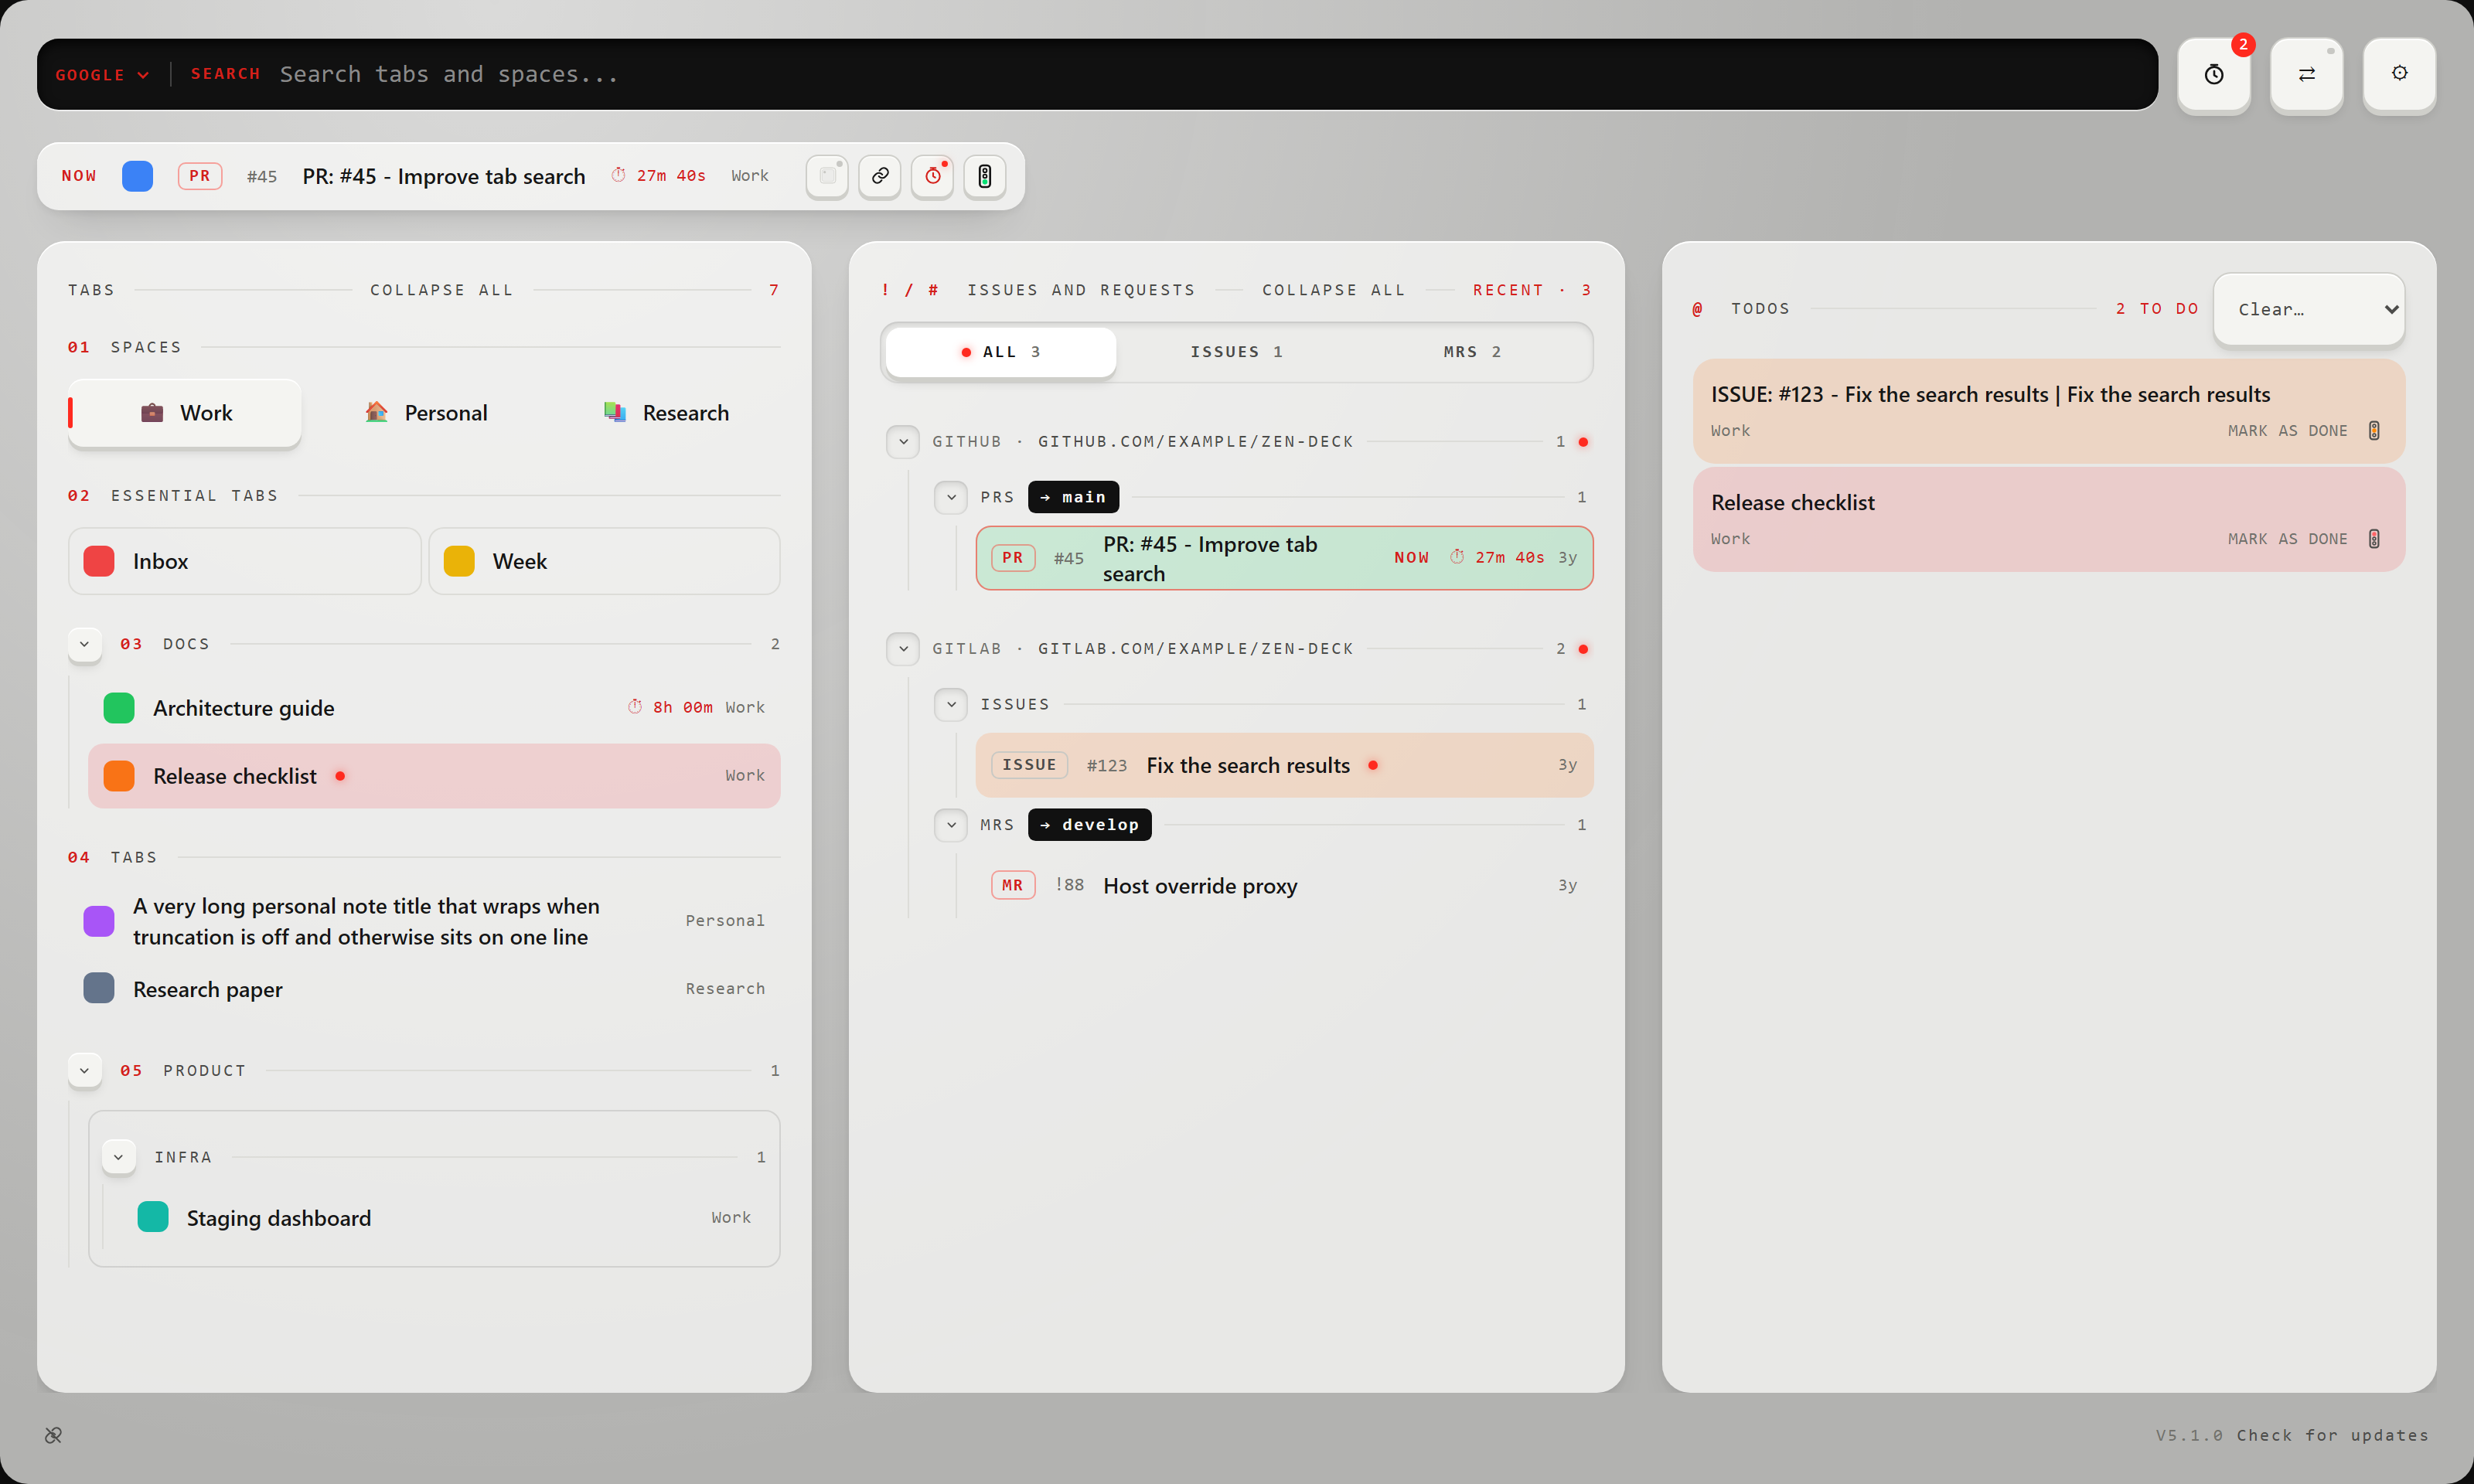 GOOGLE SEARCH Search tabs and spaces...
2
NOW PR #45 PR: #45 - Improve tab search 27m 40s Work
TABS COLLAPSE ALL 7
01 SPACES
Work Personal Research
02 ESSENTIAL TABS
Inbox Week
03 DOCS 2
Architecture guide 8h 00m Work
Release checklist Work
04 TABS
A very long personal note title that wraps when
truncation is off and otherwise sits on one line
Personal
Research paper Research
05 PRODUCT 1
INFRA 1
Staging dashboard Work
! / # ISSUES AND REQUESTS COLLAPSE ALL RECENT · 3
ALL 3 ISSUES 1 MRS 2
GITHUB · GITHUB.COM/EXAMPLE/ZEN-DECK 1
PRS → main 1
PR #45 PR: #45 - Improve tab
search
NOW 27m 40s 3y
GITLAB · GITLAB.COM/EXAMPLE/ZEN-DECK 2
ISSUES 1
ISSUE #123 Fix the search results 3y
MRS → develop 1
MR !88 Host override proxy 3y
@ TODOS 2 TO DO Clear…
ISSUE: #123 - Fix the search results | Fix the search results
Work MARK AS DONE
Release checklist
Work MARK AS DONE
V5.1.0 Check for updates